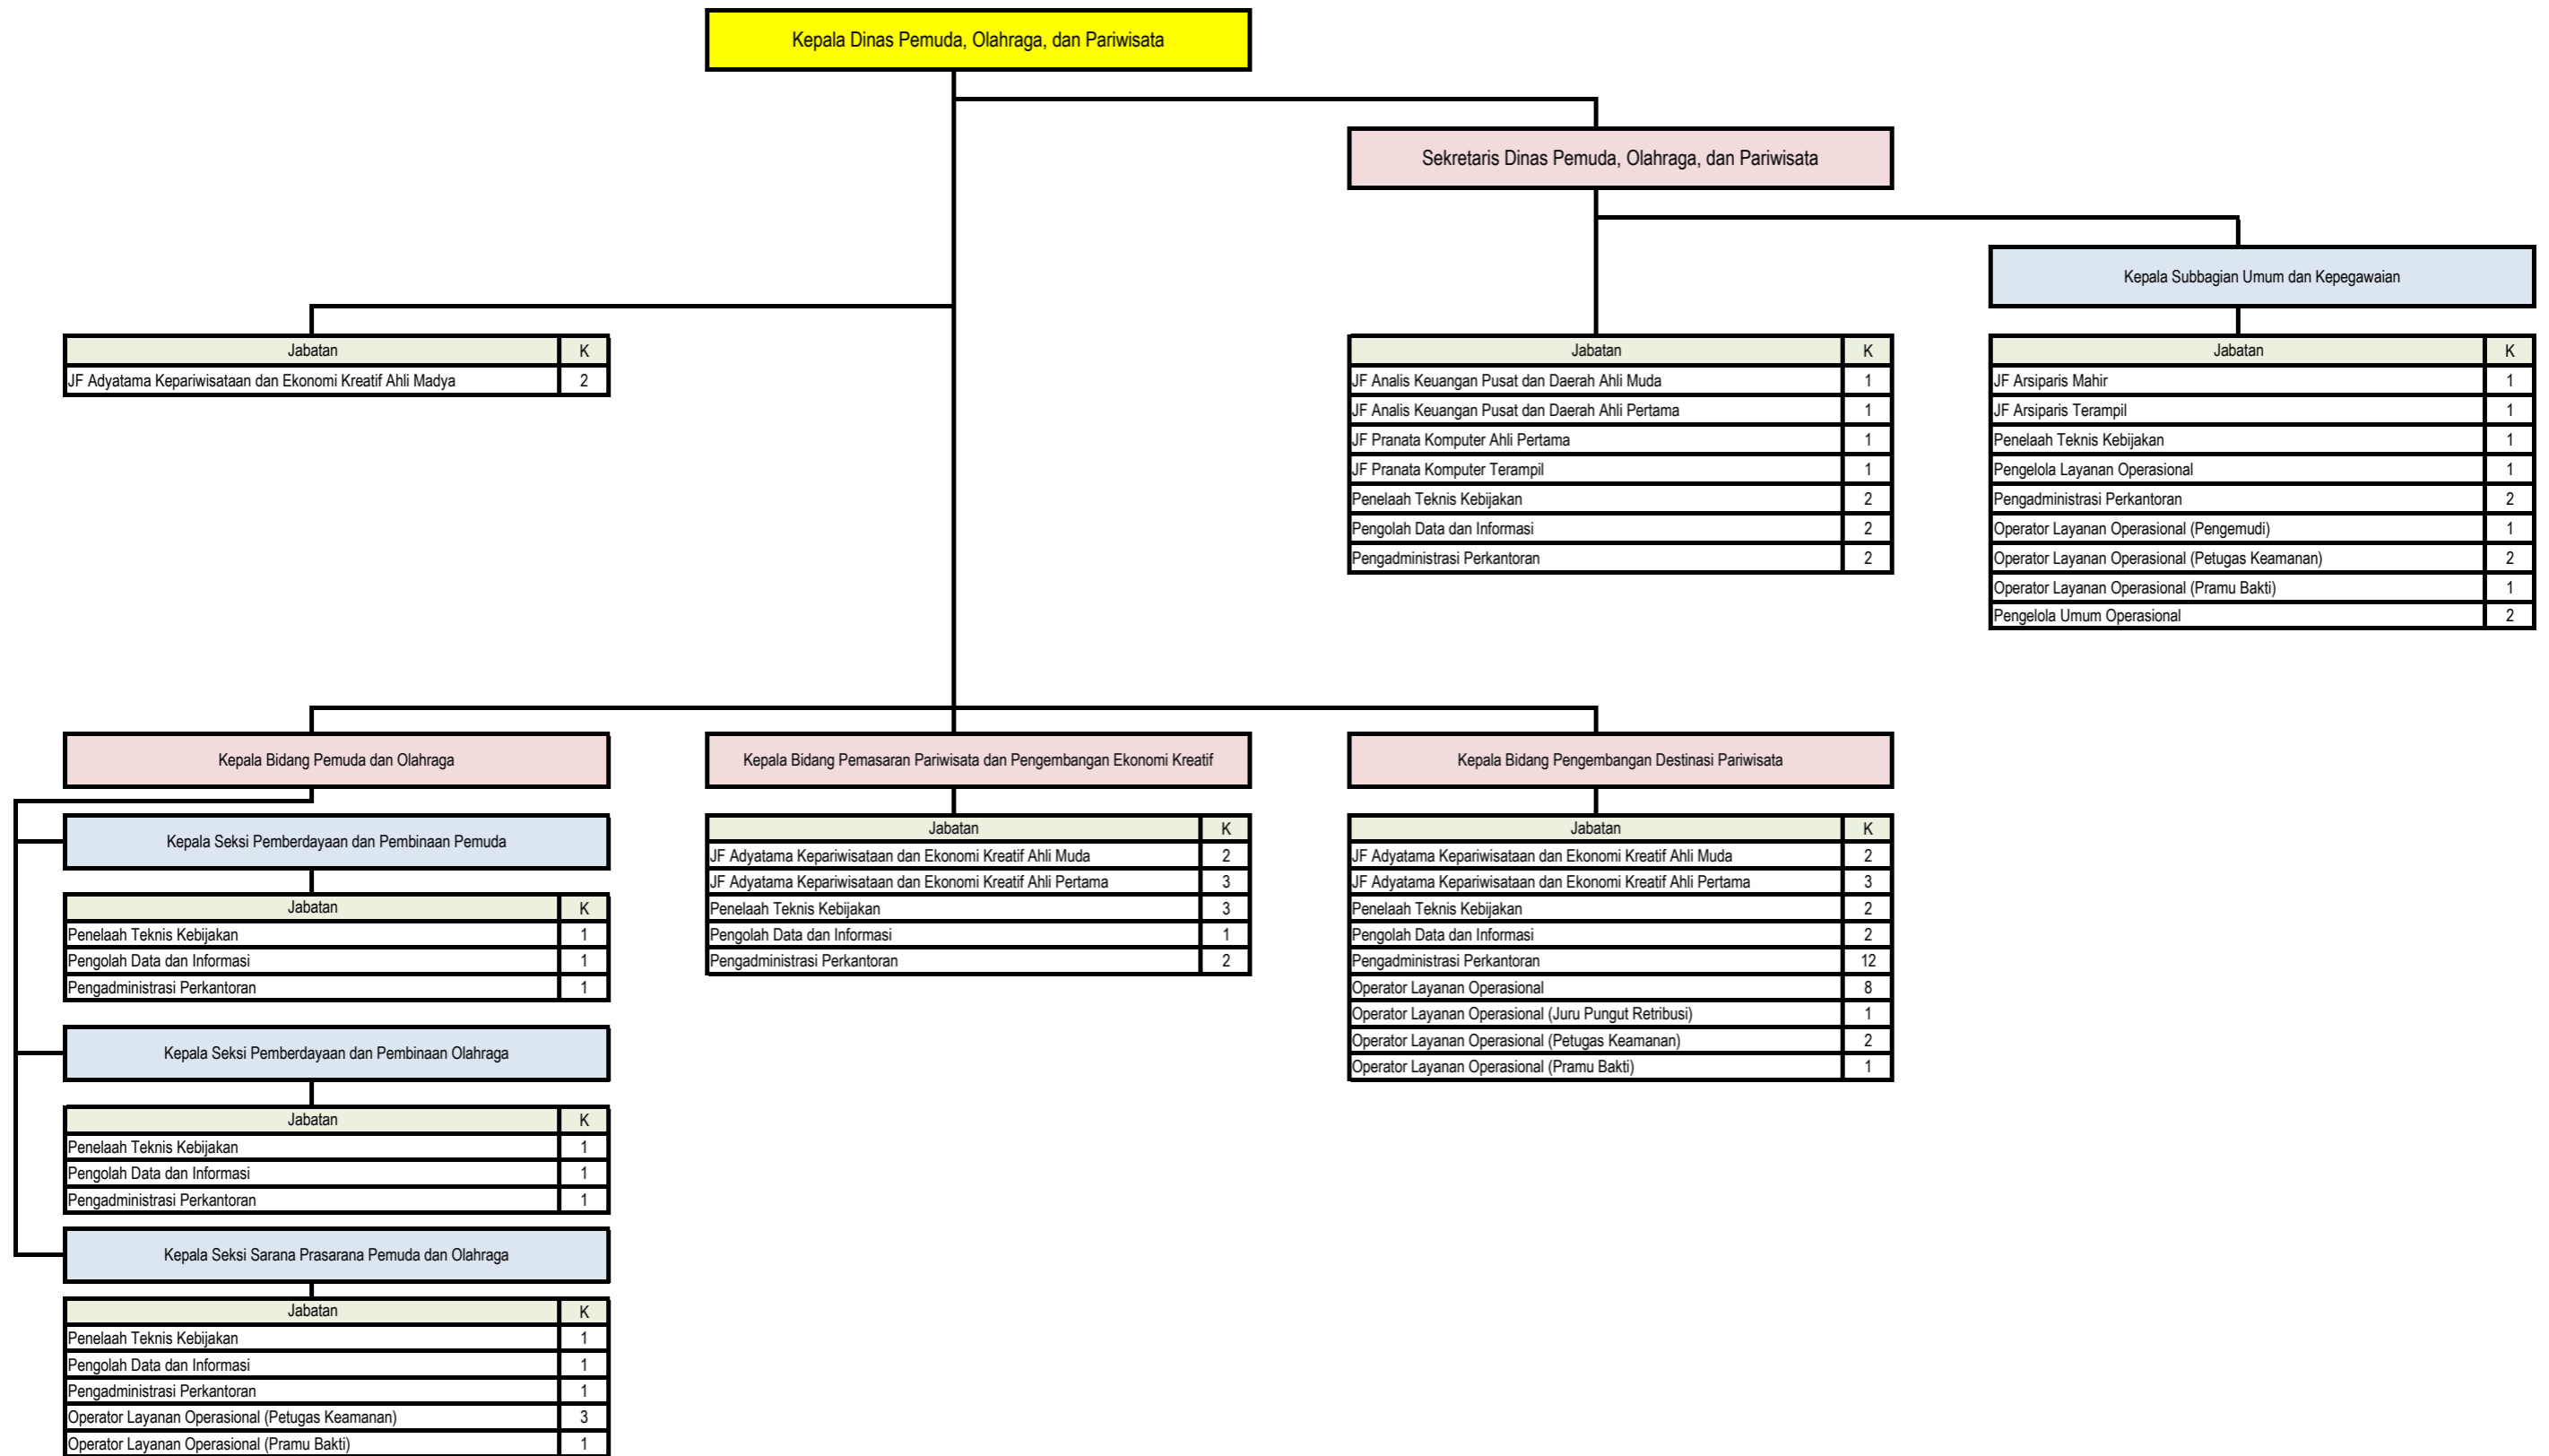 Kepala Dinas Pemuda, Olahraga, dan Pariwisata
Sekretaris Dinas Pemuda, Olahraga, dan Pariwisata
Kepala Subbagian Umum dan Kepegawaian
Jabatan K
JF Adyatama Kepariwisataan dan Ekonomi Kreatif Ahli Madya 2
Jabatan K
JF Analis Keuangan Pusat dan Daerah Ahli Muda 1
JF Analis Keuangan Pusat dan Daerah Ahli Pertama 1
JF Pranata Komputer Ahli Pertama 1
JF Pranata Komputer Terampil 1
Penelaah Teknis Kebijakan 2
Pengolah Data dan Informasi 2
Pengadministrasi Perkantoran 2
Jabatan K
JF Arsiparis Mahir 1
JF Arsiparis Terampil 1
Penelaah Teknis Kebijakan 1
Pengelola Layanan Operasional 1
Pengadministrasi Perkantoran 2
Operator Layanan Operasional (Pengemudi) 1
Operator Layanan Operasional (Petugas Keamanan) 2
Operator Layanan Operasional (Pramu Bakti) 1
Pengelola Umum Operasional 2
Kepala Bidang Pemuda dan Olahraga
Kepala Seksi Pemberdayaan dan Pembinaan Pemuda
Jabatan K
Penelaah Teknis Kebijakan 1
Pengolah Data dan Informasi 1
Pengadministrasi Perkantoran 1
Kepala Seksi Pemberdayaan dan Pembinaan Olahraga
Jabatan K
Penelaah Teknis Kebijakan 1
Pengolah Data dan Informasi 1
Pengadministrasi Perkantoran 1
Kepala Seksi Sarana Prasarana Pemuda dan Olahraga
Jabatan K
Penelaah Teknis Kebijakan 1
Pengolah Data dan Informasi 1
Pengadministrasi Perkantoran 1
Operator Layanan Operasional (Petugas Keamanan) 3
Operator Layanan Operasional (Pramu Bakti) 1
Kepala Bidang Pemasaran Pariwisata dan Pengembangan Ekonomi Kreatif
Jabatan K
JF Adyatama Kepariwisataan dan Ekonomi Kreatif Ahli Muda 2
JF Adyatama Kepariwisataan dan Ekonomi Kreatif Ahli Pertama 3
Penelaah Teknis Kebijakan 3
Pengolah Data dan Informasi 1
Pengadministrasi Perkantoran 2
Kepala Bidang Pengembangan Destinasi Pariwisata
Jabatan K
JF Adyatama Kepariwisataan dan Ekonomi Kreatif Ahli Muda 2
JF Adyatama Kepariwisataan dan Ekonomi Kreatif Ahli Pertama 3
Penelaah Teknis Kebijakan 2
Pengolah Data dan Informasi 2
Pengadministrasi Perkantoran 12
Operator Layanan Operasional 8
Operator Layanan Operasional (Juru Pungut Retribusi) 1
Operator Layanan Operasional (Petugas Keamanan) 2
Operator Layanan Operasional (Pramu Bakti) 1